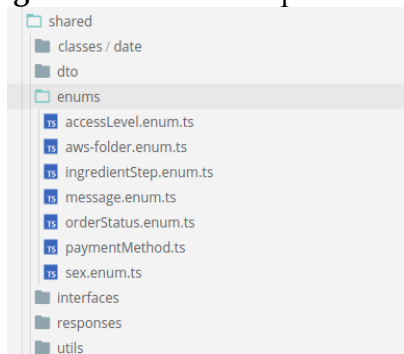 shared
classes / date
dto
enums
accessLevel.enum.ts
aws-folder.enum.ts
ingredientStep.enum.ts
message.enum.ts
orderStatus.enum.ts
paymentMethod.ts
sex.enum.ts
interfaces
responses
utils